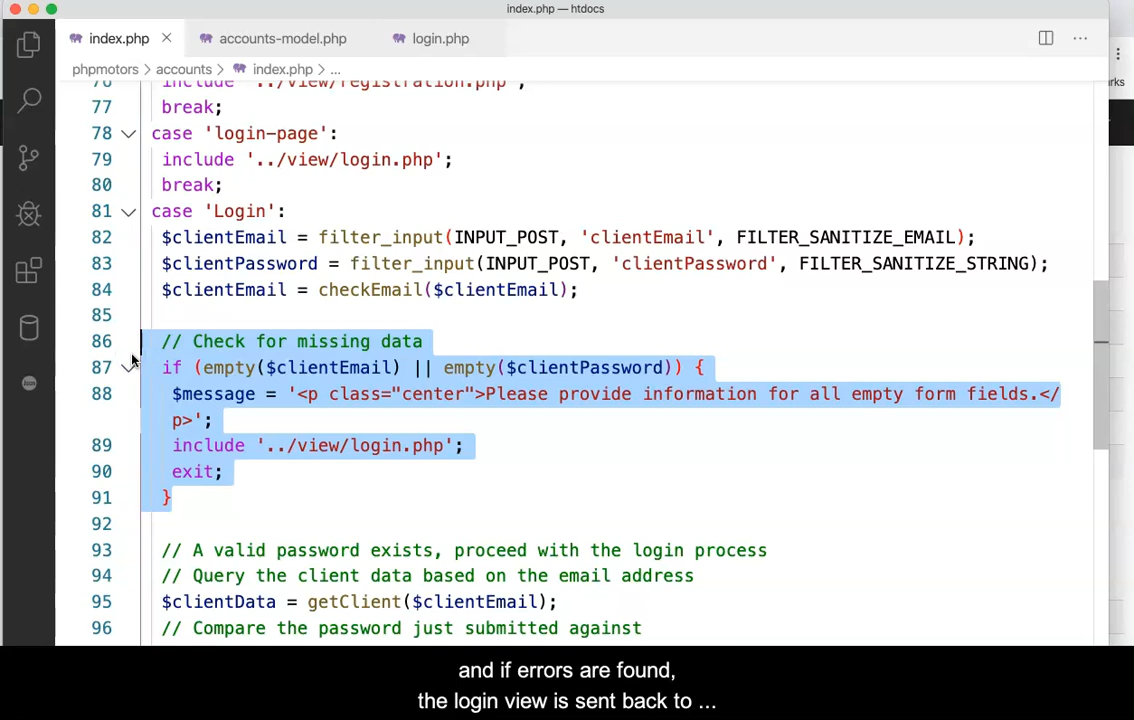 index.php — htdocs
index.php
accounts-model.php
login.php
phpmotors > accounts > index.php > ...
rks
76 include '../view/registration.php';
77 break;
78 case 'login-page':
79 include '../view/login.php';
80 break;
81 case 'Login':
82 $clientEmail = filter_input(INPUT_POST, 'clientEmail', FILTER_SANITIZE_EMAIL);
83 $clientPassword = filter_input(INPUT_POST, 'clientPassword', FILTER_SANITIZE_STRING);
84 $clientEmail = checkEmail($clientEmail);
85
86 // Check for missing data
87 if (empty($clientEmail) || empty($clientPassword)) {
88 $message = '<p class="center">Please provide information for all empty form fields.</
p>';
89 include '../view/login.php';
90 exit;
91 }
92
93 // A valid password exists, proceed with the login process
94 // Query the client data based on the email address
95 $clientData = getClient($clientEmail);
96 // Compare the password just submitted against
and if errors are found,
the login view is sent back to ...